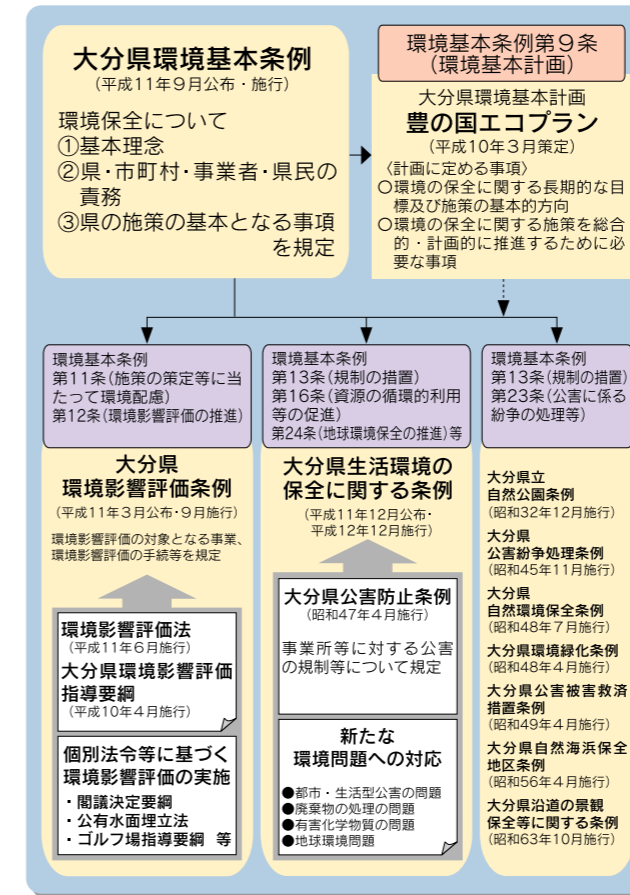 大分県環境基本条例
(平成11年9月公布・施行)
環境保全について
①基本理念
②県・市町村・事業者・県民の
責務
③県の施策の基本となる事項
を規定
環境基本条例第9条
(環境基本計画)
大分県環境基本計画
豊の国エコプラン
(平成10年3月策定)
〈計画に定める事項〉
○環境の保全に関する長期的な目
標及び施策の基本的方向
○環境の保全に関する施策を総合
的・計画的に推進するために必
要な事項
環境基本条例
第11条(施策の策定等に当
たって環境配慮)
第12条(環境影響評価の推進)
大分県
環境影響評価条例
(平成11年3月公布・9月施行)
環境影響評価の対象となる事業、
環境影響評価の手続等を規定
環境影響評価法
(平成11年6月施行)
大分県環境影響評価
指導要綱
(平成10年4月施行)
個別法令等に基づく
環境影響評価の実施
・閣議決定要綱
・公有水面埋立法
・ゴルフ場指導要綱 等
環境基本条例
第13条(規制の措置)
第16条(資源の循環的利用
等の促進)
第24条(地球環境保全の推進)等
大分県生活環境の
保全に関する条例
(平成11年12月公布・
平成12年12月施行)
大分県公害防止条例
(昭和47年4月施行)
事業所等に対する公害
の規制等について規定
新たな
環境問題への対応
●都市・生活型公害の問題
●廃棄物の処理の問題
●有害化学物質の問題
●地球環境問題
環境基本条例
第13条(規制の措置)
第23条(公害に係る
紛争の処理等)
大分県立
自然公園条例
(昭和32年12月施行)
大分県
公害紛争処理条例
(昭和45年11月施行)
大分県
自然環境保全条例
(昭和48年7月施行)
大分県環境緑化条例
(昭和48年4月施行)
大分県公害被害救済
措置条例
(昭和49年4月施行)
大分県自然海浜保全
地区条例
(昭和56年4月施行)
大分県沿道の景観
保全等に関する条例
(昭和63年10月施行)